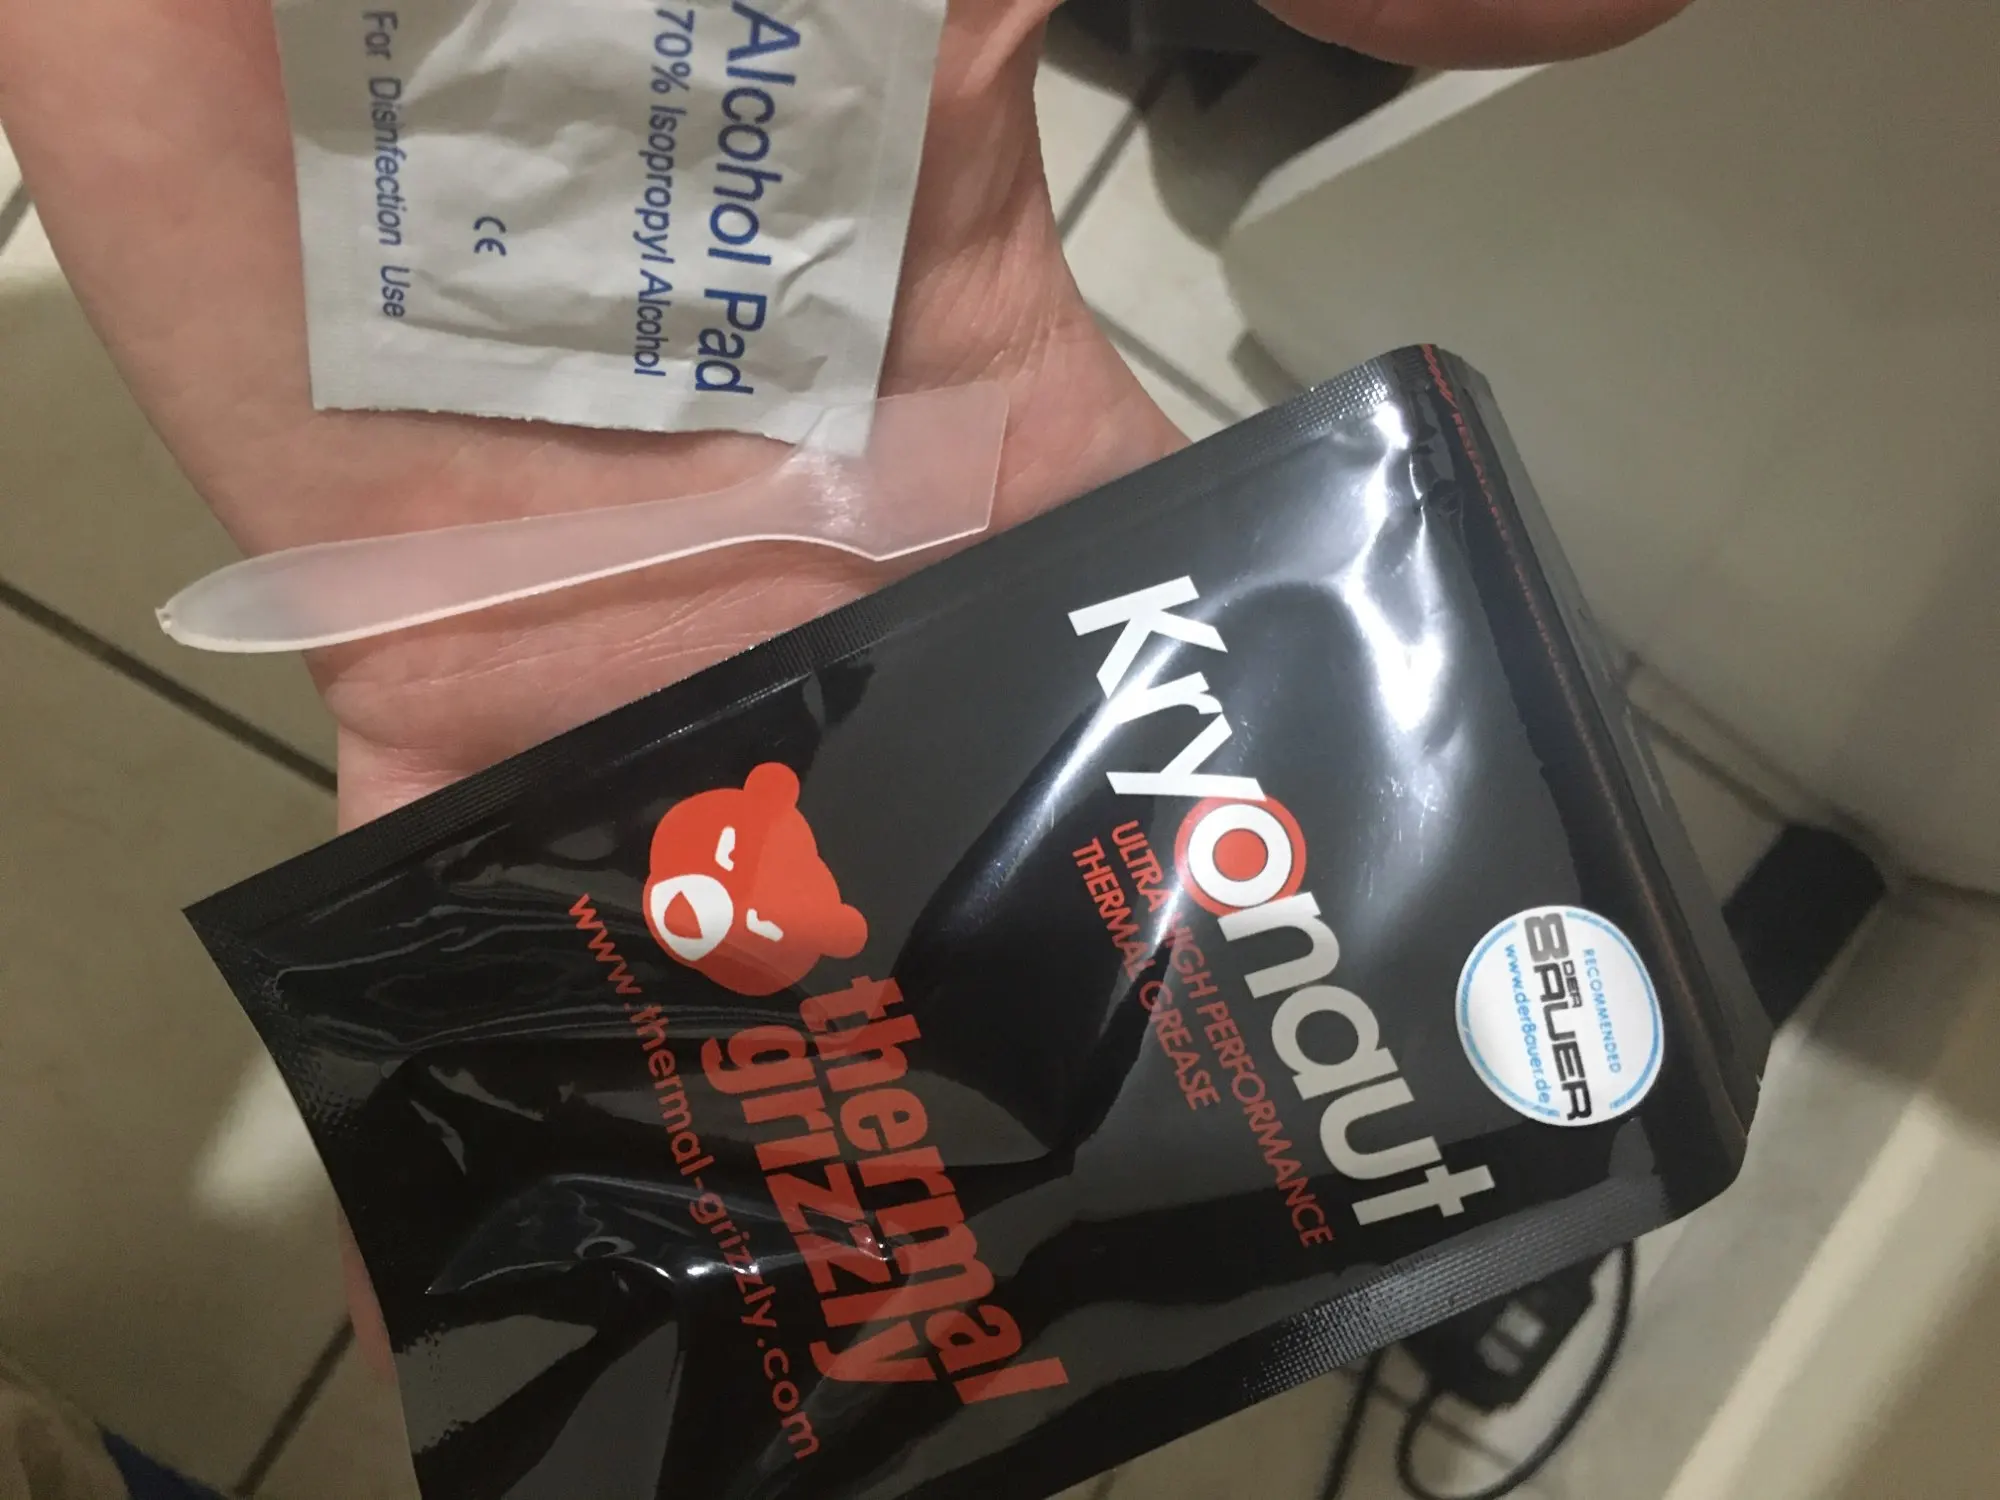 Alcohol Pad
70% Isopropyl Alcohol
CE
For Disinfection Use
RECOMMENDED
DER
8AUER
www.der8auer.de
kryonaut
ULTRA HIGH PERFORMANCE
THERMAL GREASE
thermal
grizzly
www.thermal-grizzly.com